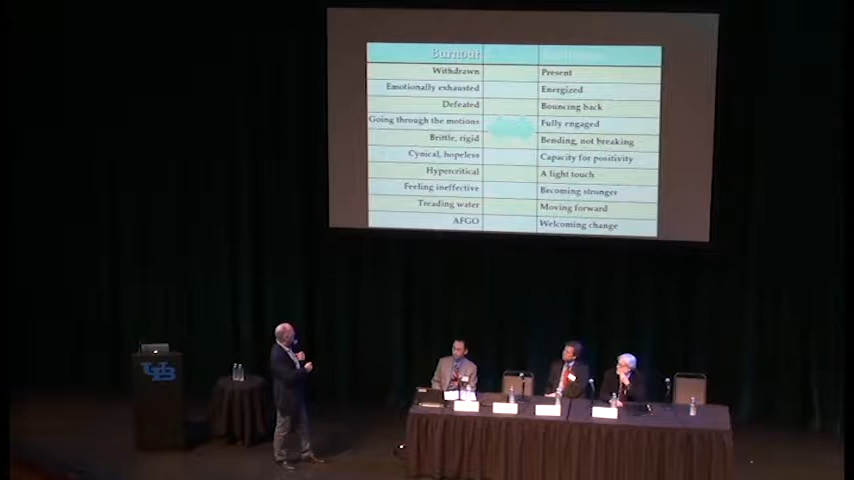 Burnout
Withdrawn Present
Emotionally exhausted Energized
Defeated Bouncing back
Going through the motions Fully engaged
Brittle, rigid Bending, not breaking
Cynical, hopeless Capacity for positivity
Hypercritical A light touch
Feeling ineffective Becoming stronger
Treading water Moving forward
AFGO Welcoming change
UB